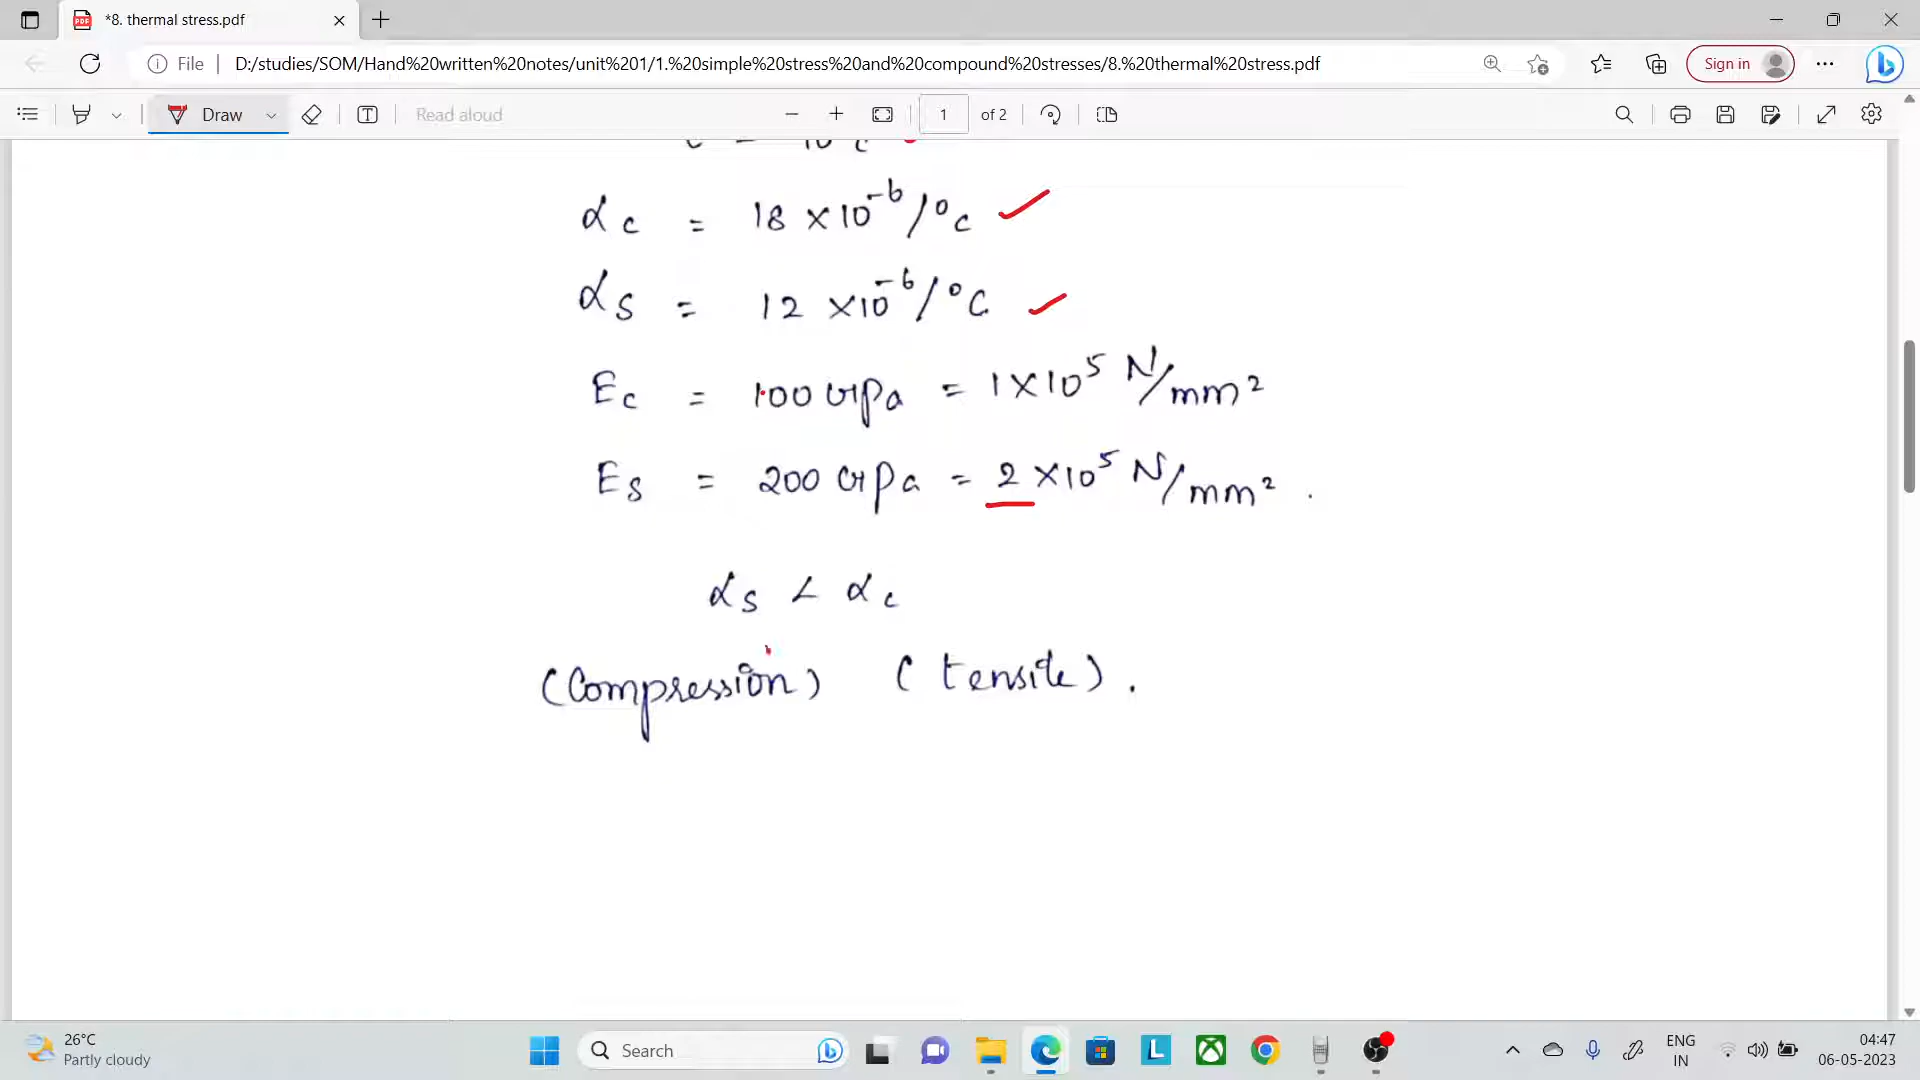 *8. thermal stress.pdf
File D:/studies/SOM/Hand%20written%20notes/unit%201/1.%20simple%20stress%20and%20compound%20stresses/8.%20thermal%20stress.pdf Sign in
Draw Read aloud 1 of 2
αc = 18 ×10⁻⁶/°c
αs = 12 ×10⁻⁶/°C
Ec = 100 GPa = 1×10⁵ N/mm²
Es = 200 GPa = 2×10⁵ N/mm².
αs < αc
(Compression) (tensile).
26°C
Partly cloudy
Search
ENG
IN
04:47
06-05-2023